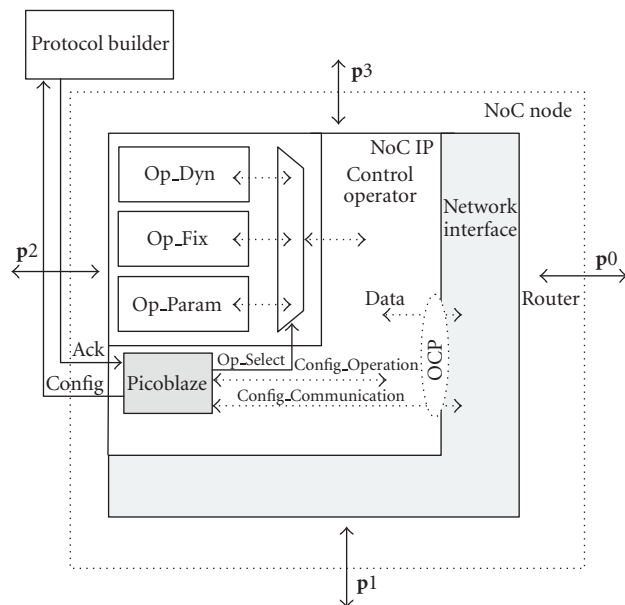 Protocol builder
p3
NoC node
NoC IP
Control
operator
Op_Dyn
Network
interface
Op_Fix
p2
p0
Op_Param
Data
Router
Ack
Op_Select
Config_Operation
OCP
Config
Picoblaze
Config_Communication
p1